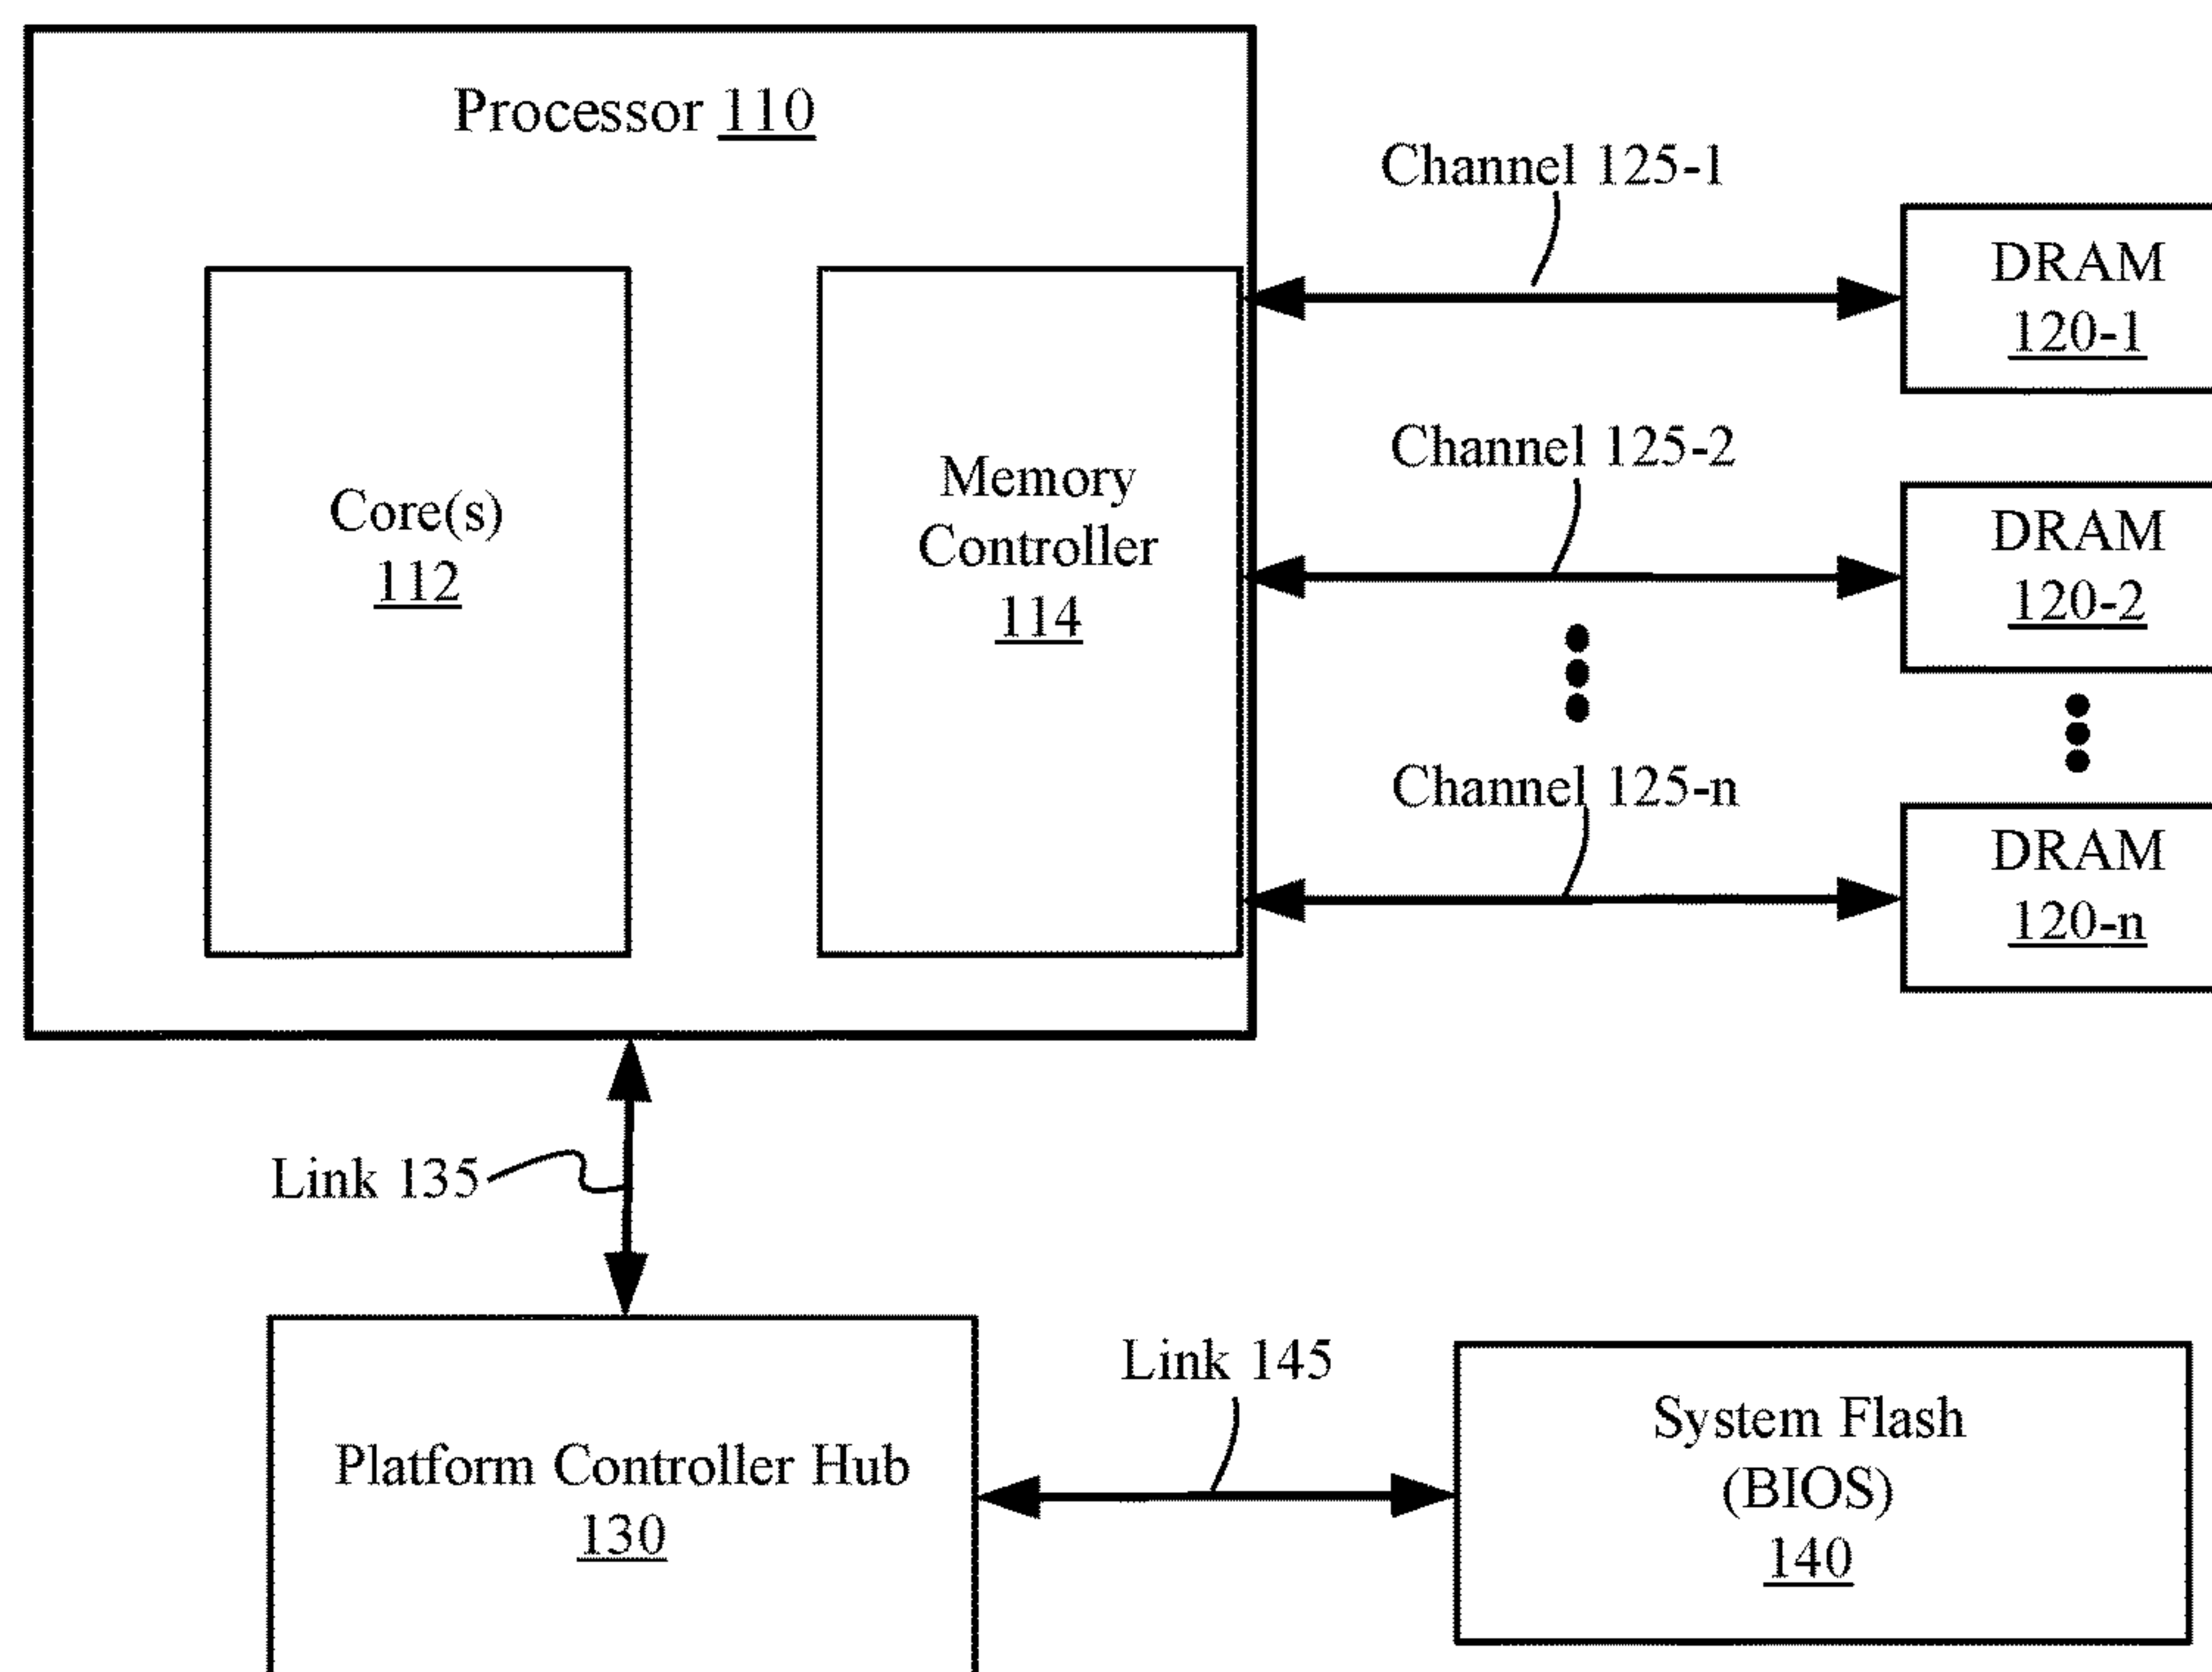 Processor 110
Core(s)
112
Memory
Controller
114
Channel 125-1
DRAM
120-1
Channel 125-2
DRAM
120-2
Channel 125-n
DRAM
120-n
Link 135
Platform Controller Hub
130
Link 145
System Flash
(BIOS)
140